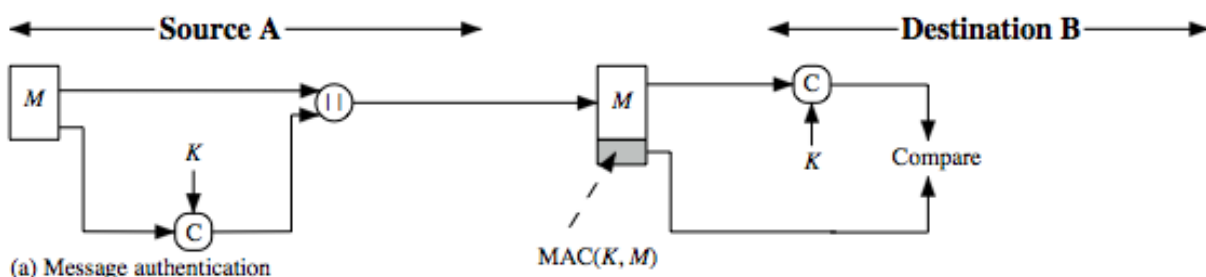 Source A
Destination B
M
||
M
C
K
K
Compare
C
MAC(K, M)
(a) Message authentication